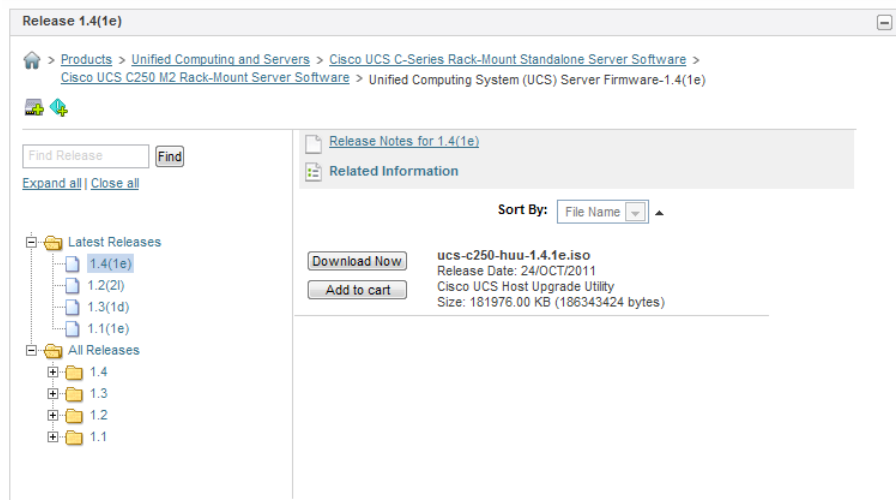 Release 1.4(1e)
> Products > Unified Computing and Servers > Cisco UCS C-Series Rack-Mount Standalone Server Software >
Cisco UCS C250 M2 Rack-Mount Server Software > Unified Computing System (UCS) Server Firmware-1.4(1e)
Find Release
Find
Expand all | Close all
Latest Releases
1.4(1e)
1.2(2l)
1.3(1d)
1.1(1e)
All Releases
1.4
1.3
1.2
1.1
Release Notes for 1.4(1e)
Related Information
Sort By: File Name
Download Now
Add to cart
ucs-c250-huu-1.4.1e.iso
Release Date: 24/OCT/2011
Cisco UCS Host Upgrade Utility
Size: 181976.00 KB (186343424 bytes)